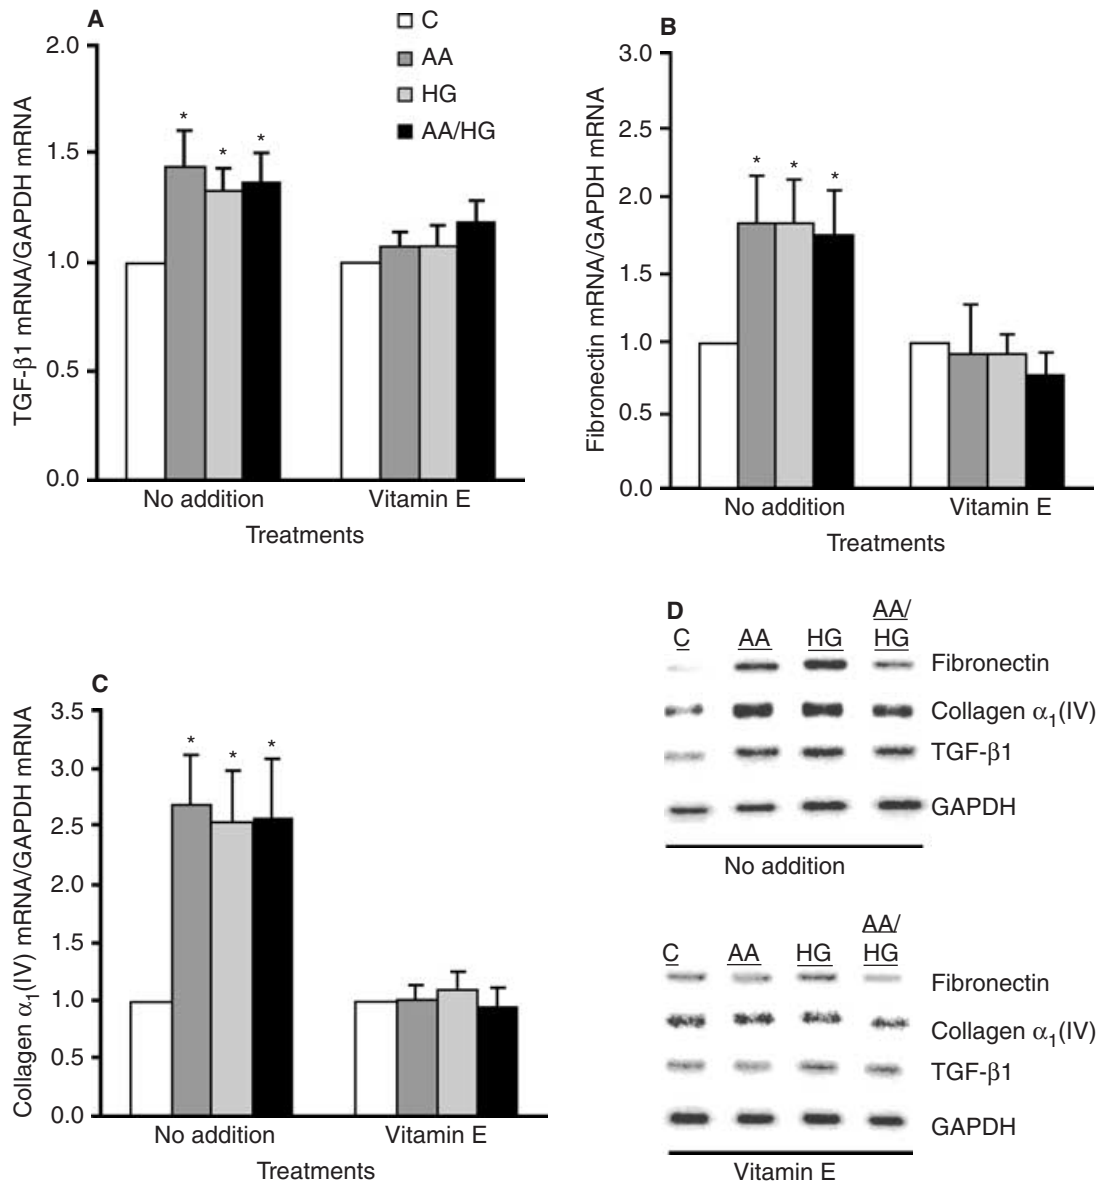 A
C
AA
HG
AA/HG
TGF-β1 mRNA/GAPDH mRNA
2.0
1.5
1.0
0.5
0.0
* * *
No addition Vitamin E
Treatments
B
Fibronectin mRNA/GAPDH mRNA
3.0
2.5
2.0
1.5
1.0
0.5
0.0
* * *
No addition Vitamin E
Treatments
C
Collagen α1(IV) mRNA/GAPDH mRNA
3.5
3.0
2.5
2.0
1.5
1.0
0.5
0.0
* * *
No addition Vitamin E
Treatments
D
AA/
C AA HG HG
Fibronectin
Collagen α1(IV)
TGF-β1
GAPDH
No addition
AA/
C AA HG HG
Fibronectin
Collagen α1(IV)
TGF-β1
GAPDH
Vitamin E